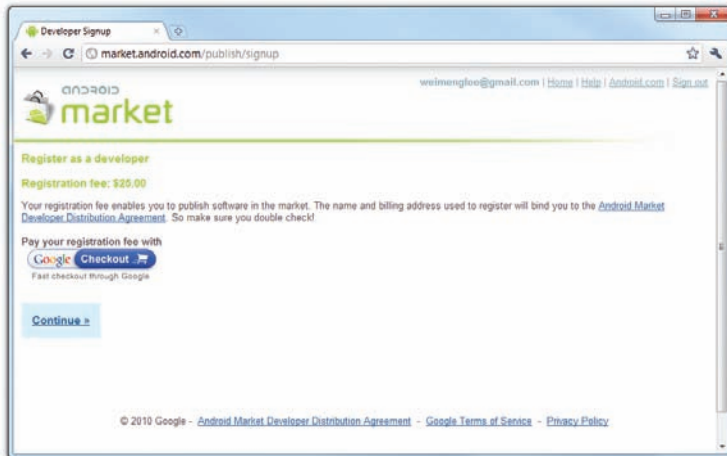 Developer Signup
market.android.com/publish/signup
weimenglee@gmail.com | Home | Help | Android.com | Sign out
android
market
Register as a developer
Registration fee: $25.00
Your registration fee enables you to publish software in the market. The name and billing address used to register will bind you to the Android Market
Developer Distribution Agreement. So make sure you double check!
Pay your registration fee with
Google Checkout
Fast checkout through Google
Continue »
© 2010 Google - Android Market Developer Distribution Agreement - Google Terms of Service - Privacy Policy